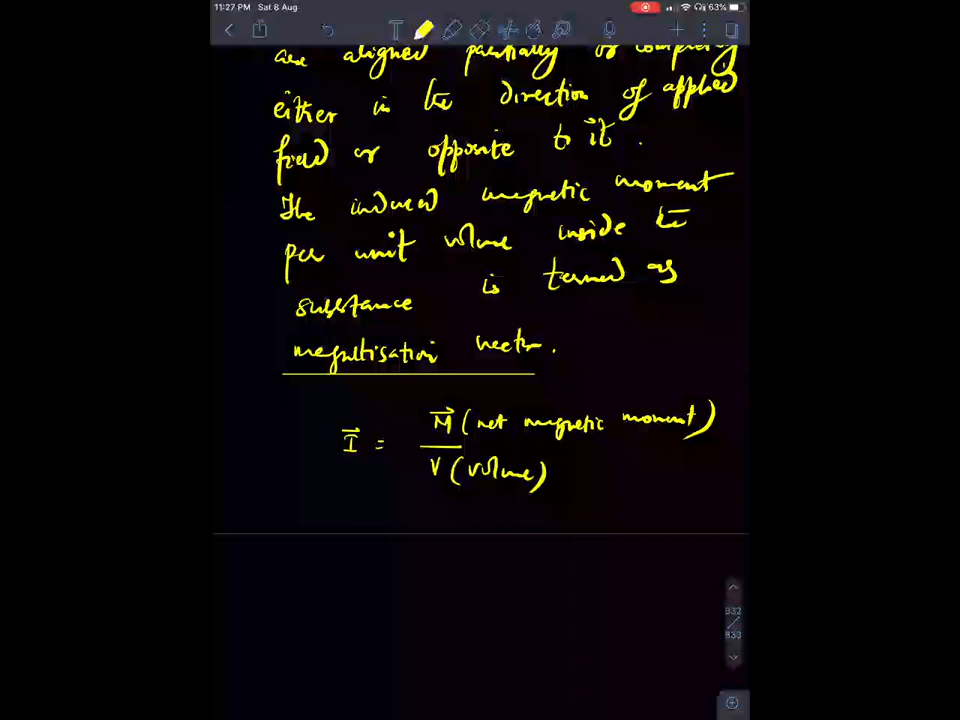 11:27 PM Sat 8 Aug 63%
are aligned partially or completely
either in the direction of applied
field or opposite to it.
The induced magnetic moment
per unit volume inside the
substance is termed as
magnetisation vector.
I = M (net magnetic moment)
V (volume)
832
833